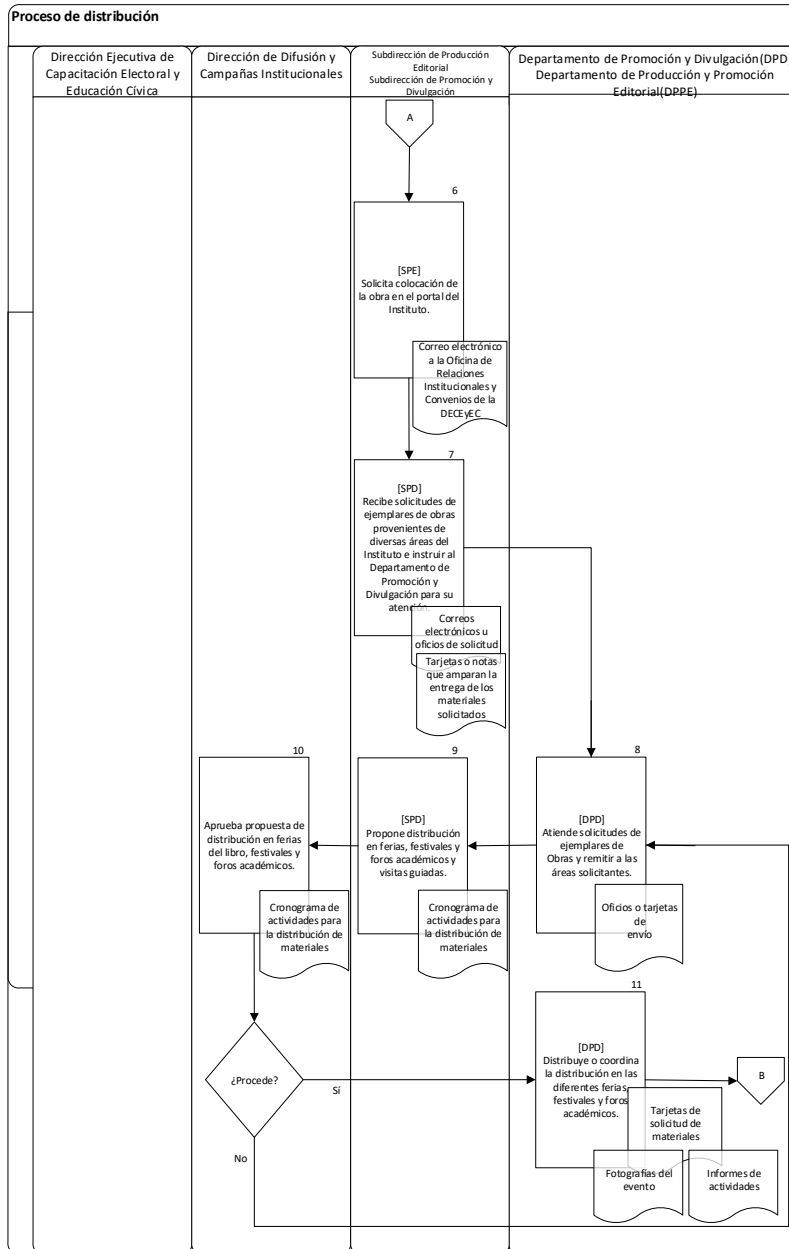 Proceso de distribución
Dirección Ejecutiva de
Capacitación Electoral y
Educación Cívica
Dirección de Difusión y
Campañas Institucionales
Subdirección de Producción
Editorial
Subdirección de Promoción y
Divulgación
Departamento de Promoción y Divulgación(DPD)
Departamento de Producción y Promoción
Editorial(DPPE)
A
6
[SPE]
Solicita colocación de
la obra en el portal del
Instituto.
Correo electrónico
a la Oficina de
Relaciones
Institucionales y
Convenios de la
DECEyEC
7
[SPD]
Recibe solicitudes de
ejemplares de obras
provenientes de
diversas áreas del
Instituto e instruir al
Departamento de
Promoción y
Divulgación para su
atención.
Correos
electrónicos u
oficios de solicitud
Tarjetas o notas
que amparan la
entrega de los
materiales
solicitados
10
Aprueba propuesta de
distribución en ferias
del libro, festivales y
foros académicos.
Cronograma de
actividades para
la distribución de
materiales
9
[SPD]
Propone distribución
en ferias, festivales y
foros académicos y
visitas guiadas.
Cronograma de
actividades para
la distribución de
materiales
8
[DPD]
Atiende solicitudes de
ejemplares de
Obras y remitir a las
áreas solicitantes.
Oficios o tarjetas
de
envío
¿Procede?
Sí
No
11
[DPD]
Distribuye o coordina
la distribución en las
diferentes ferias,
festivales y foros
académicos.
Tarjetas de
solicitud de
materiales
Fotografías del
evento
Informes de
actividades
B